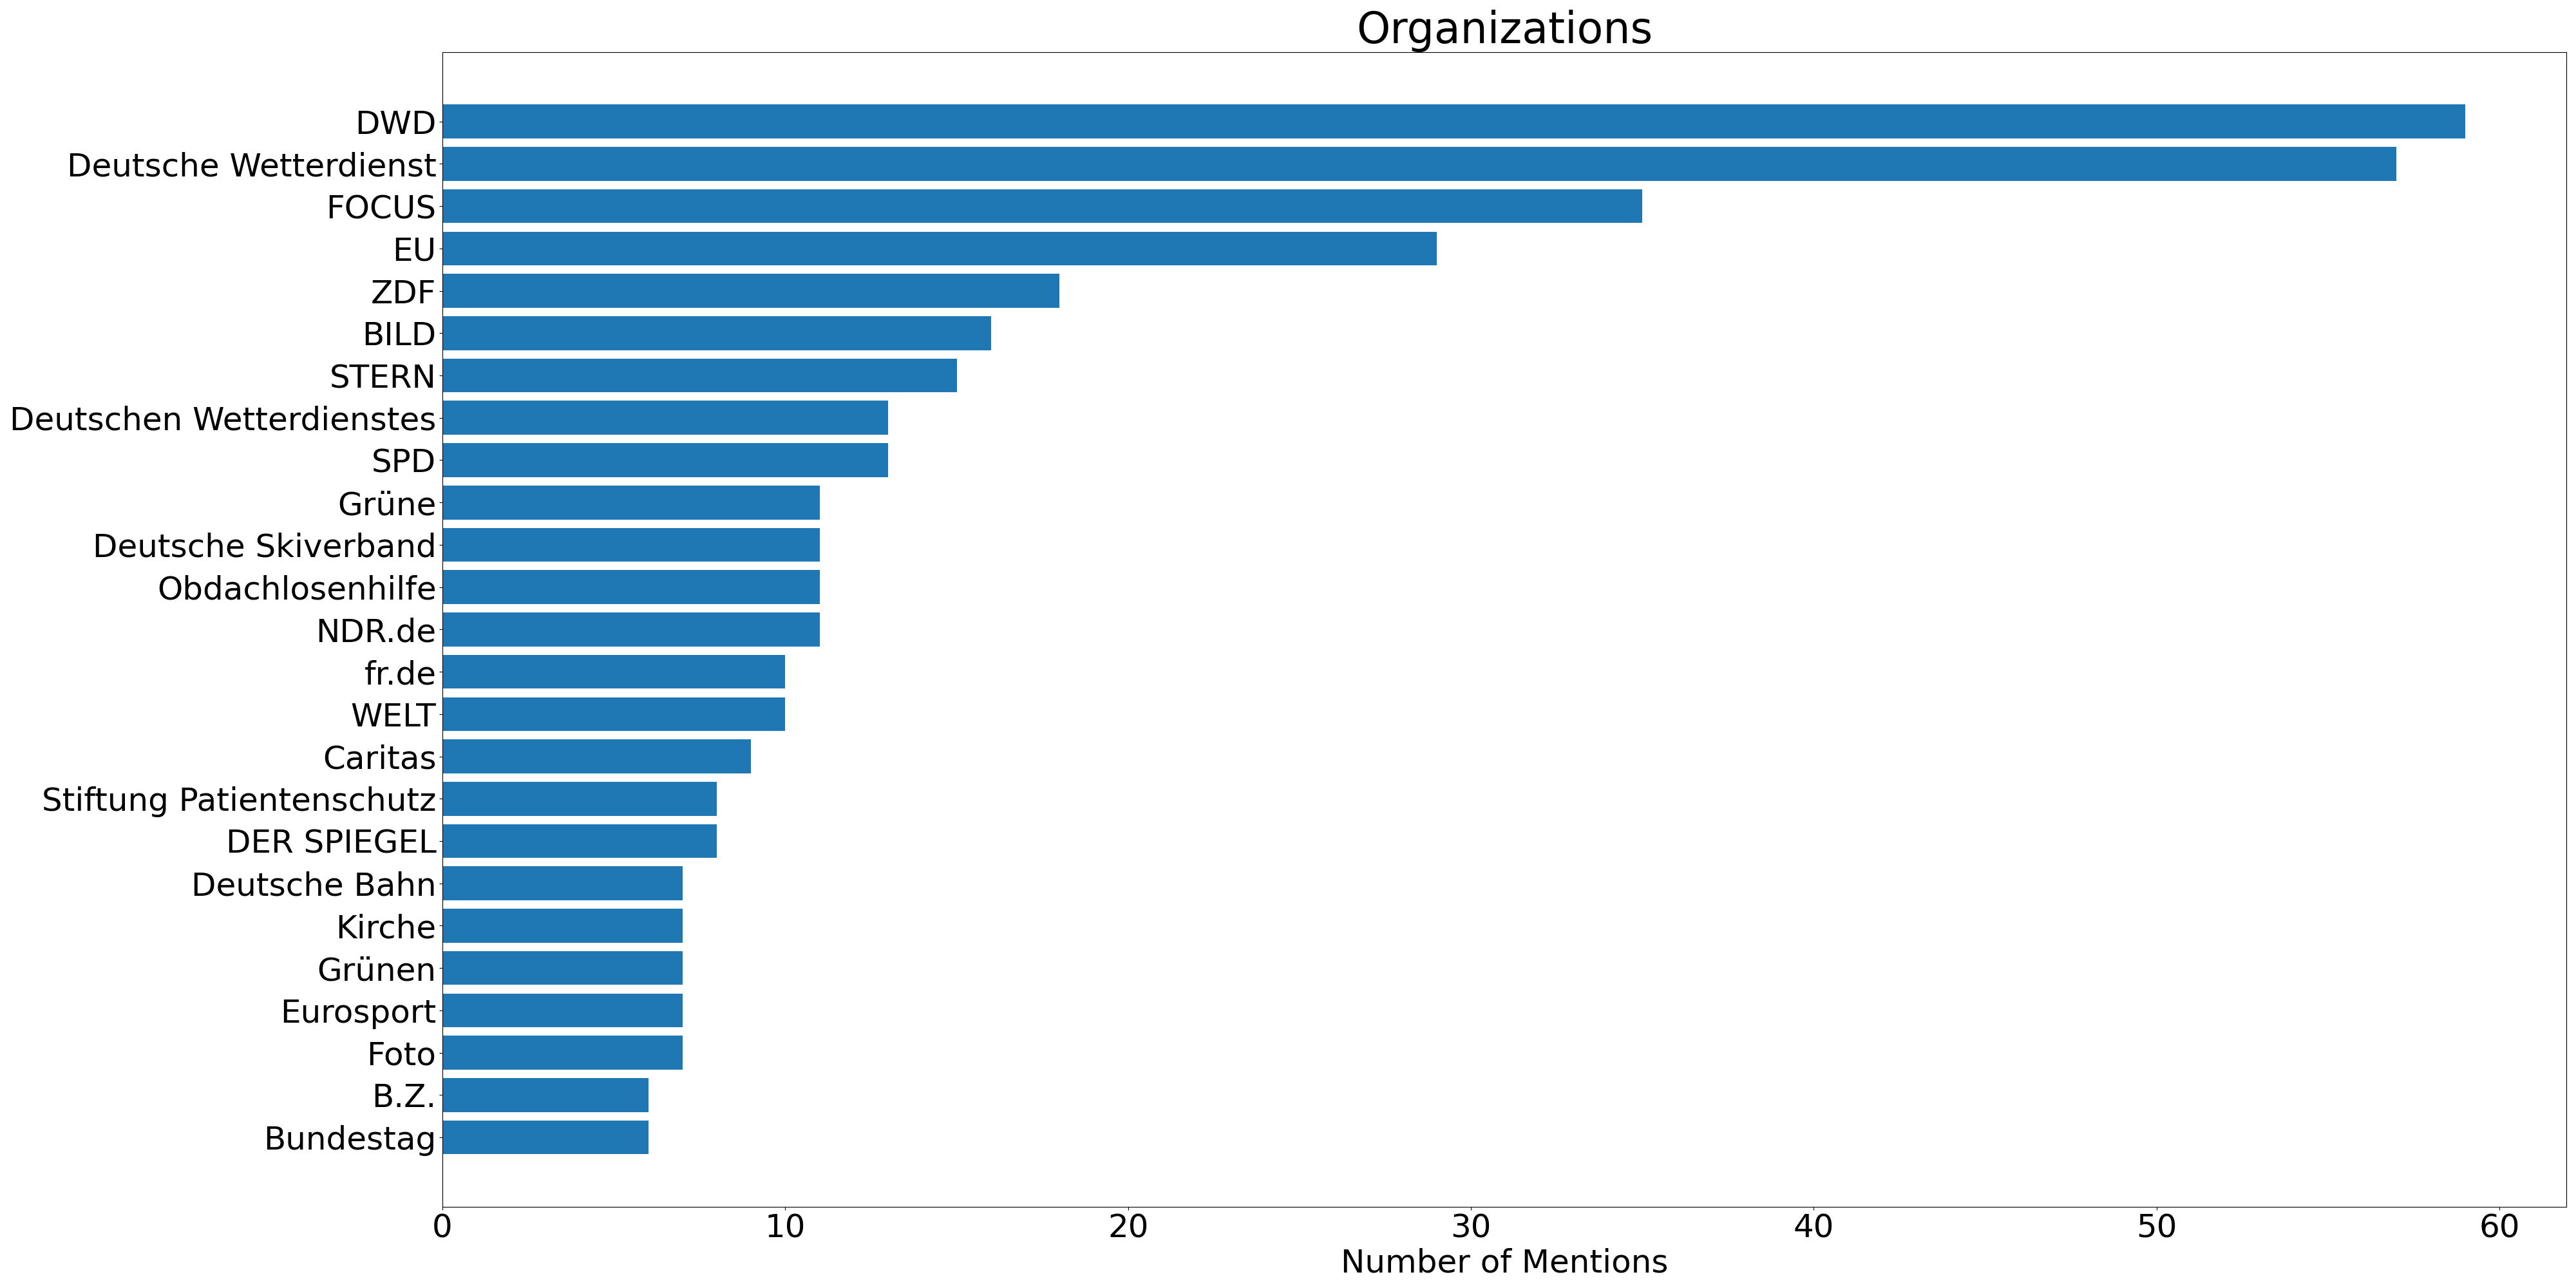 Organizations
DWD
Deutsche Wetterdienst
FOCUS
EU
ZDF
BILD
STERN
Deutschen Wetterdienstes
SPD
Grüne
Deutsche Skiverband
Obdachlosenhilfe
NDR.de
fr.de
WELT
Caritas
Stiftung Patientenschutz
DER SPIEGEL
Deutsche Bahn
Kirche
Grünen
Eurosport
Foto
B.Z.
Bundestag
0 10 20 30 40 50 60
Number of Mentions